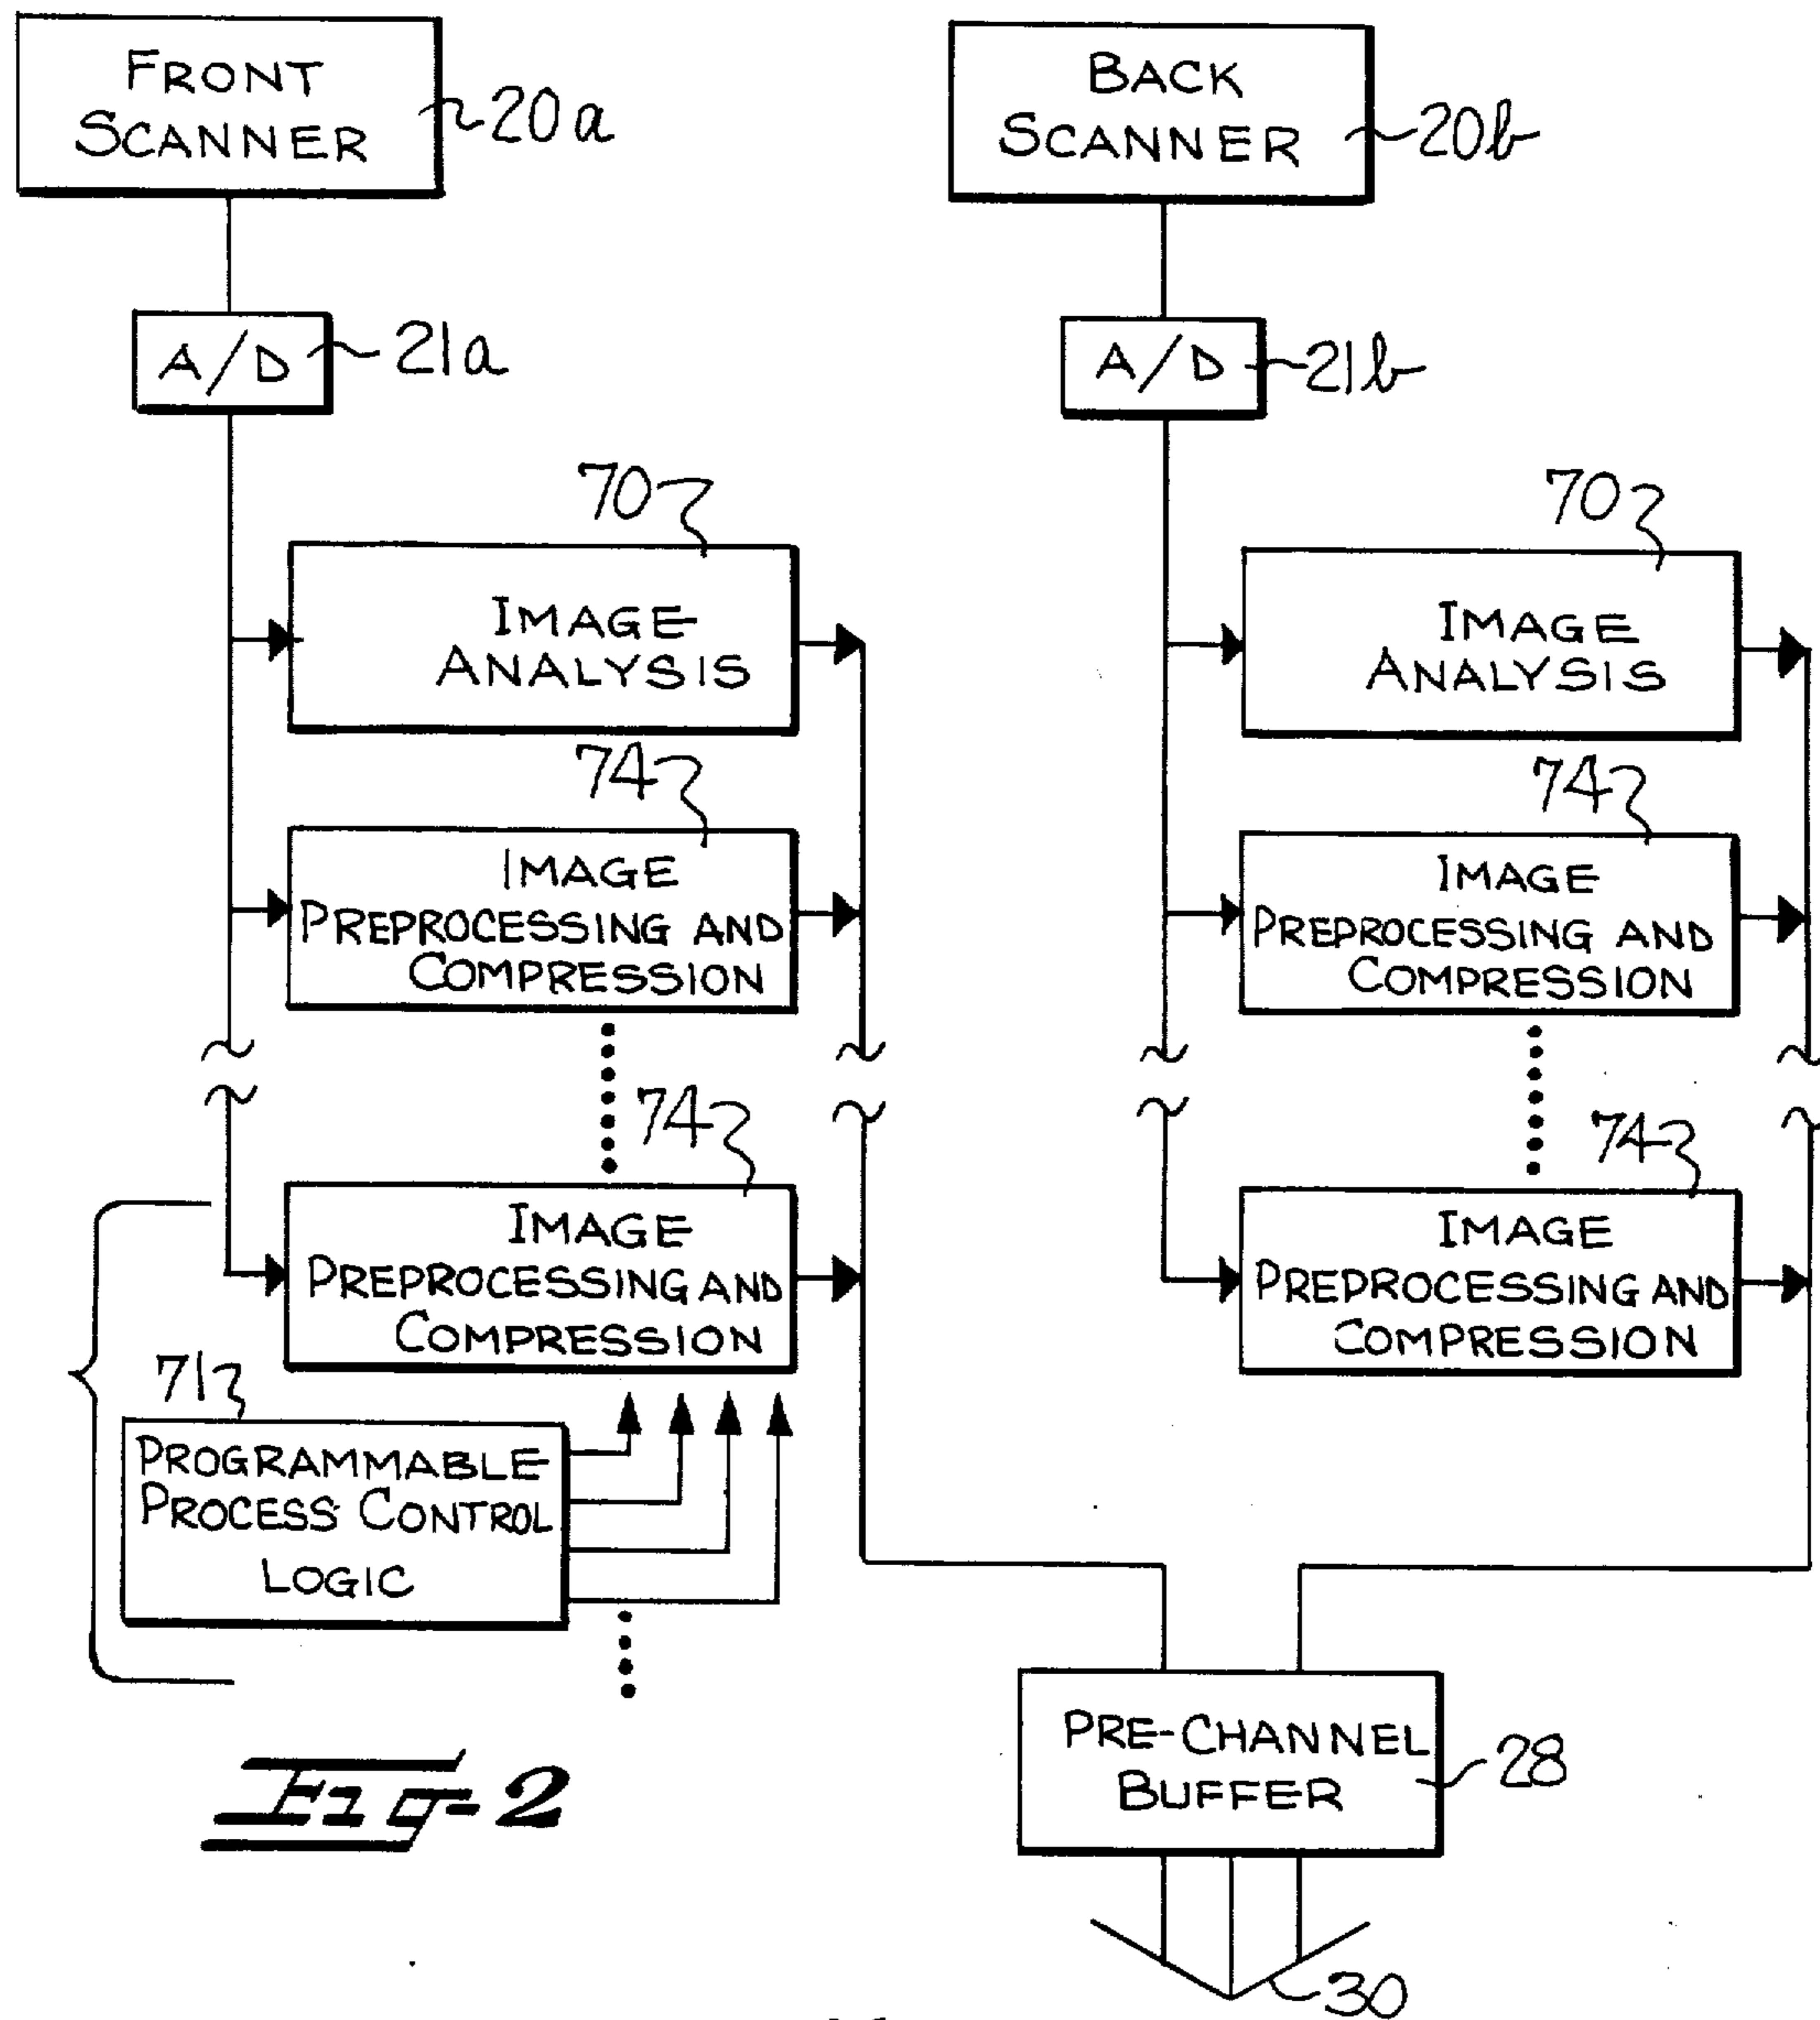 FRONT
SCANNER
20a
BACK
SCANNER
20b
A/D
21a
A/D
21b
70
IMAGE
ANALYSIS
70
IMAGE
ANALYSIS
74
IMAGE
PREPROCESSING AND
COMPRESSION
74
IMAGE
PREPROCESSING AND
COMPRESSION
74
IMAGE
PREPROCESSING AND
COMPRESSION
74
IMAGE
PREPROCESSING AND
COMPRESSION
71
PROGRAMMABLE
PROCESS CONTROL
LOGIC
PRE-CHANNEL
BUFFER
28
30
Fig-2